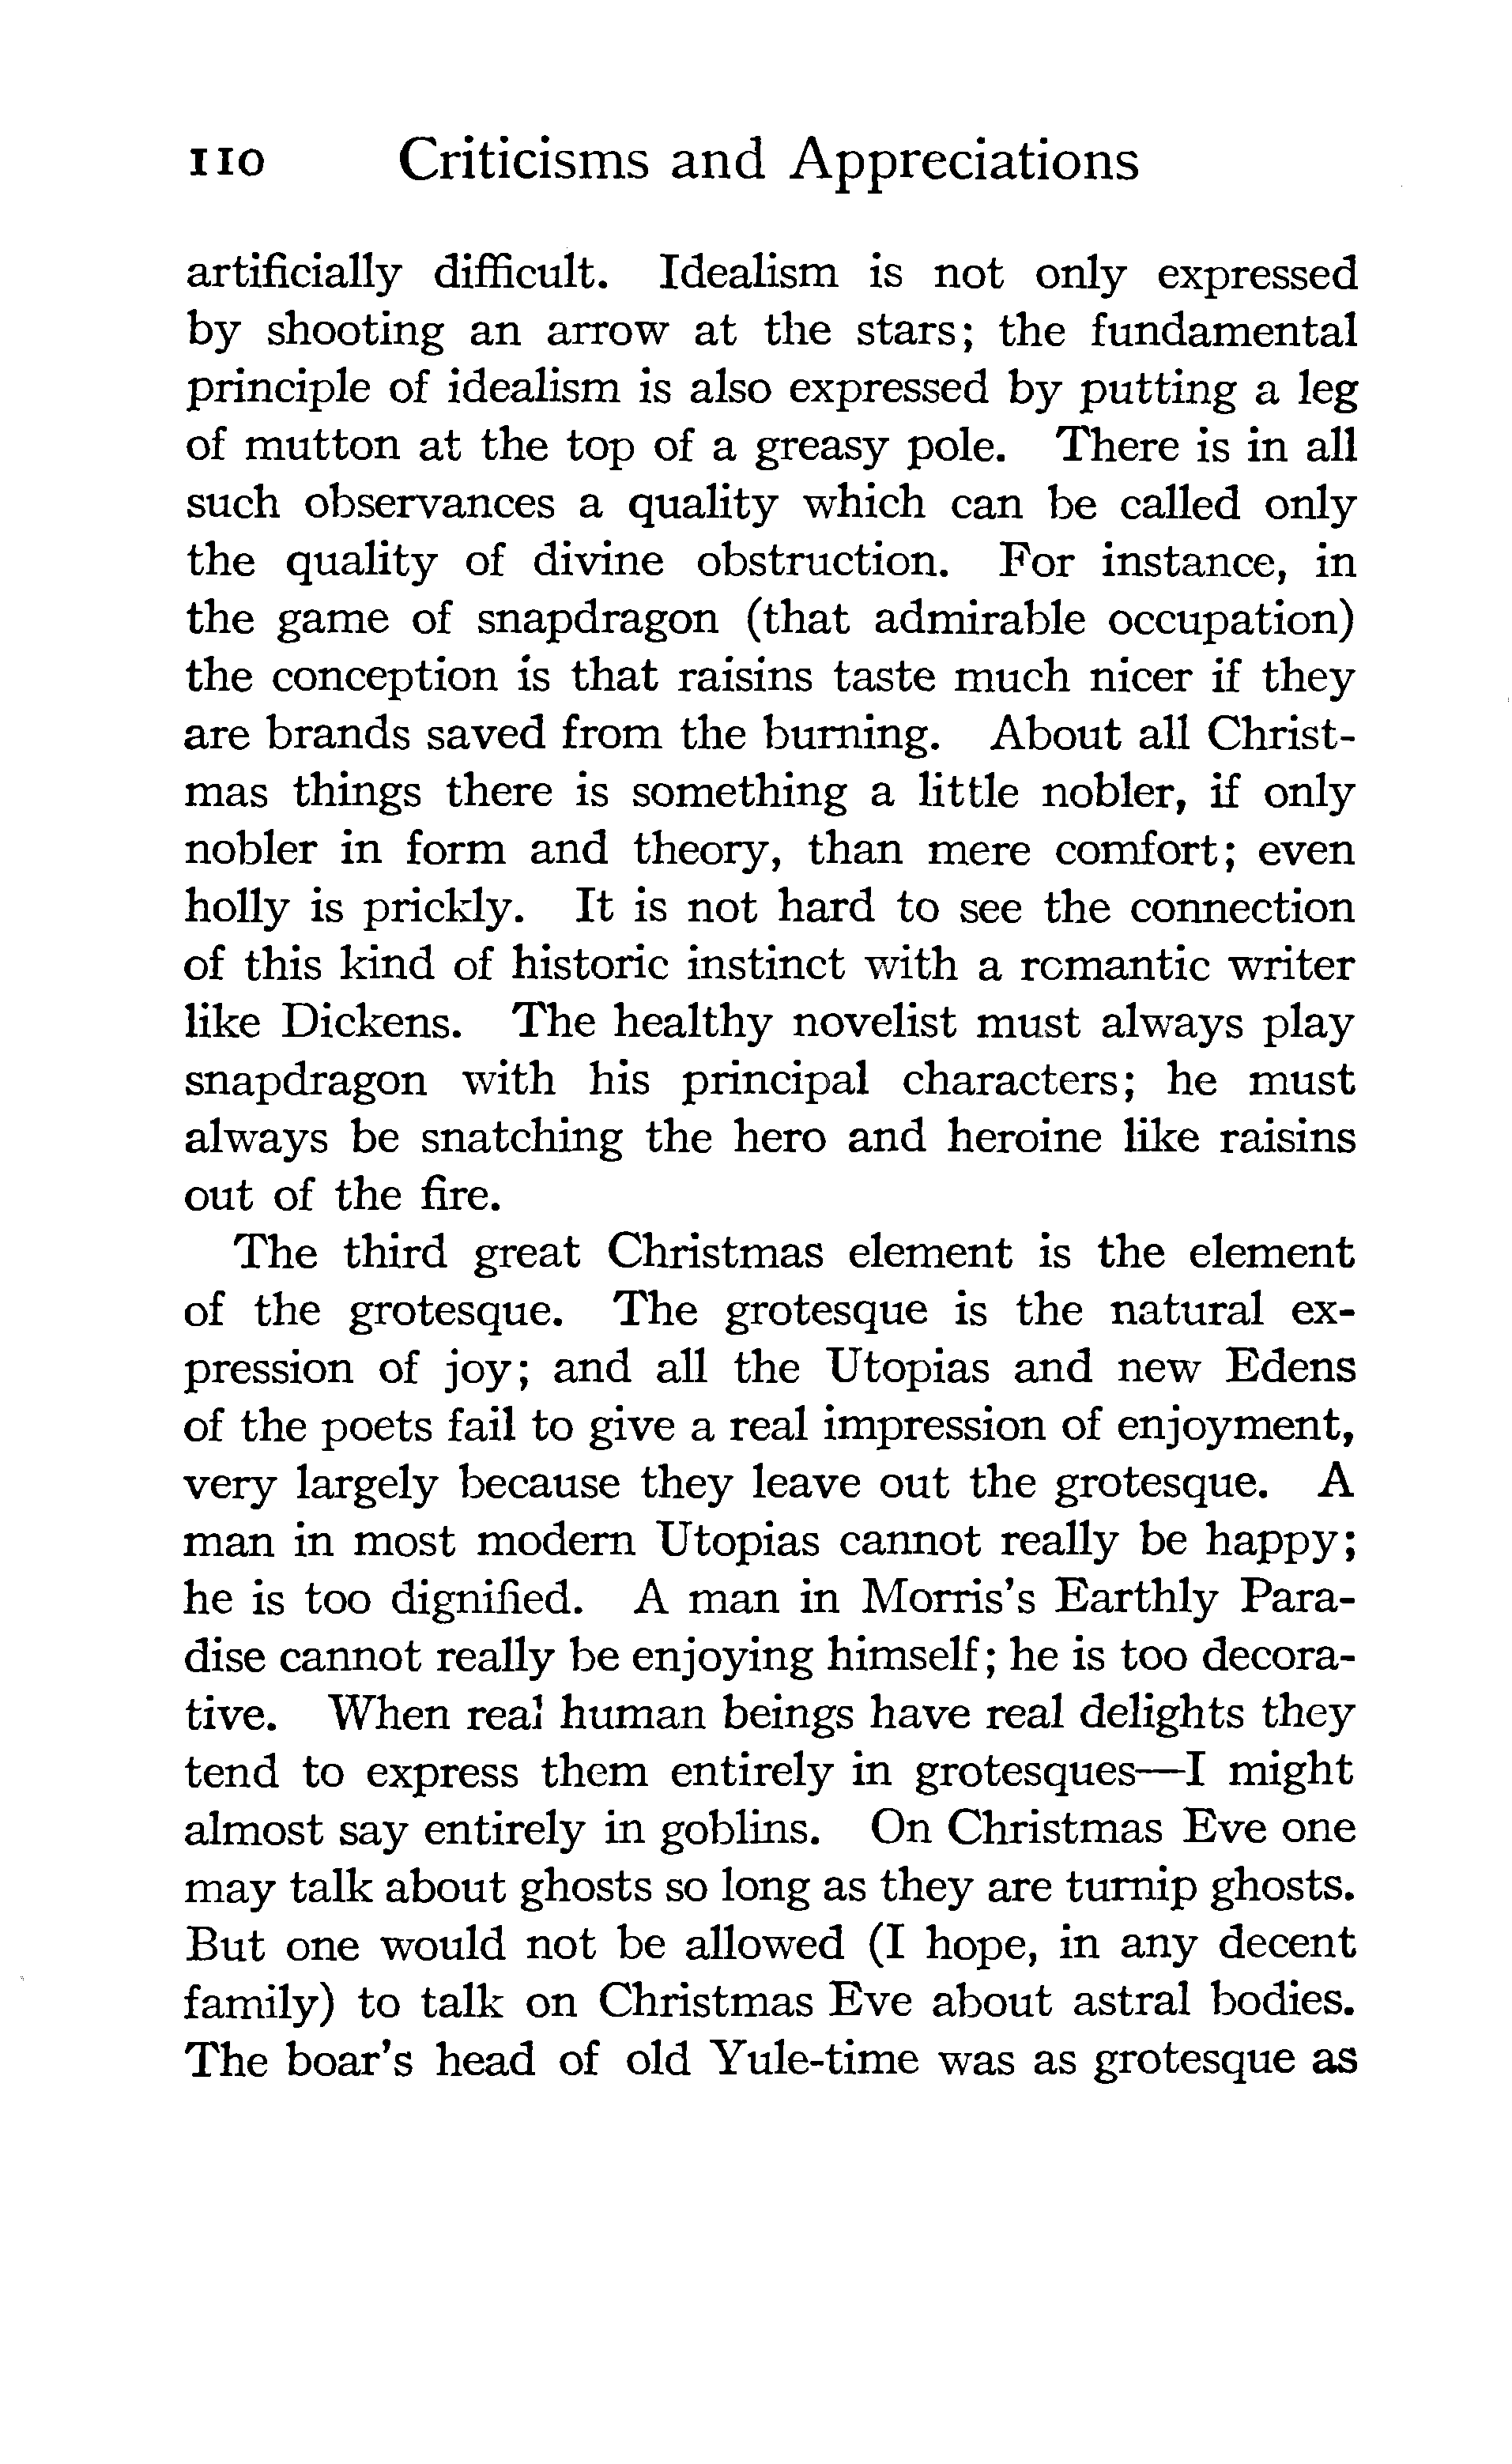 110 Criticisms and Appreciations
artificially difficult. Idealism is not only expressed
by shooting an arrow at the stars; the fundamental
principle of idealism is also expressed by putting a leg
of mutton at the top of a greasy pole. There is in all
such observances a quality which can be called only
the quality of divine obstruction. For instance, in
the game of snapdragon (that admirable occupation)
the conception is that raisins taste much nicer if they
are brands saved from the burning. About all Christ-
mas things there is something a little nobler, if only
nobler in form and theory, than mere comfort; even
holly is prickly. It is not hard to see the connection
of this kind of historic instinct with a romantic writer
like Dickens. The healthy novelist must always play
snapdragon with his principal characters; he must
always be snatching the hero and heroine like raisins
out of the fire.
The third great Christmas element is the element
of the grotesque. The grotesque is the natural ex-
pression of joy; and all the Utopias and new Edens
of the poets fail to give a real impression of enjoyment,
very largely because they leave out the grotesque. A
man in most modern Utopias cannot really be happy;
he is too dignified. A man in Morris's Earthly Para-
dise cannot really be enjoying himself; he is too decora-
tive. When real human beings have real delights they
tend to express them entirely in grotesques—I might
almost say entirely in goblins. On Christmas Eve one
may talk about ghosts so long as they are turnip ghosts.
But one would not be allowed (I hope, in any decent
family) to talk on Christmas Eve about astral bodies.
The boar's head of old Yule-time was as grotesque as